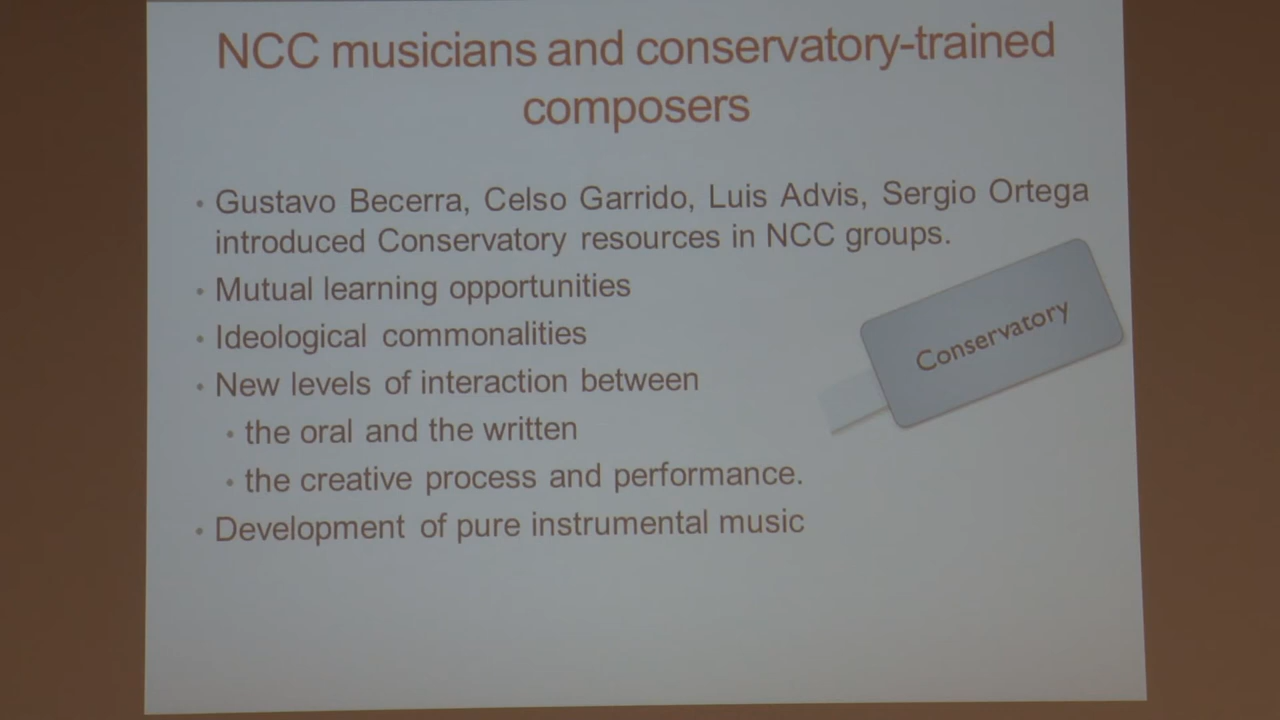 NCC musicians and conservatory-trained
composers
• Gustavo Becerra, Celso Garrido, Luis Advis, Sergio Ortega
introduced Conservatory resources in NCC groups.
• Mutual learning opportunities
• Ideological commonalities
• New levels of interaction between
• the oral and the written
• the creative process and performance.
• Development of pure instrumental music
Conservatory